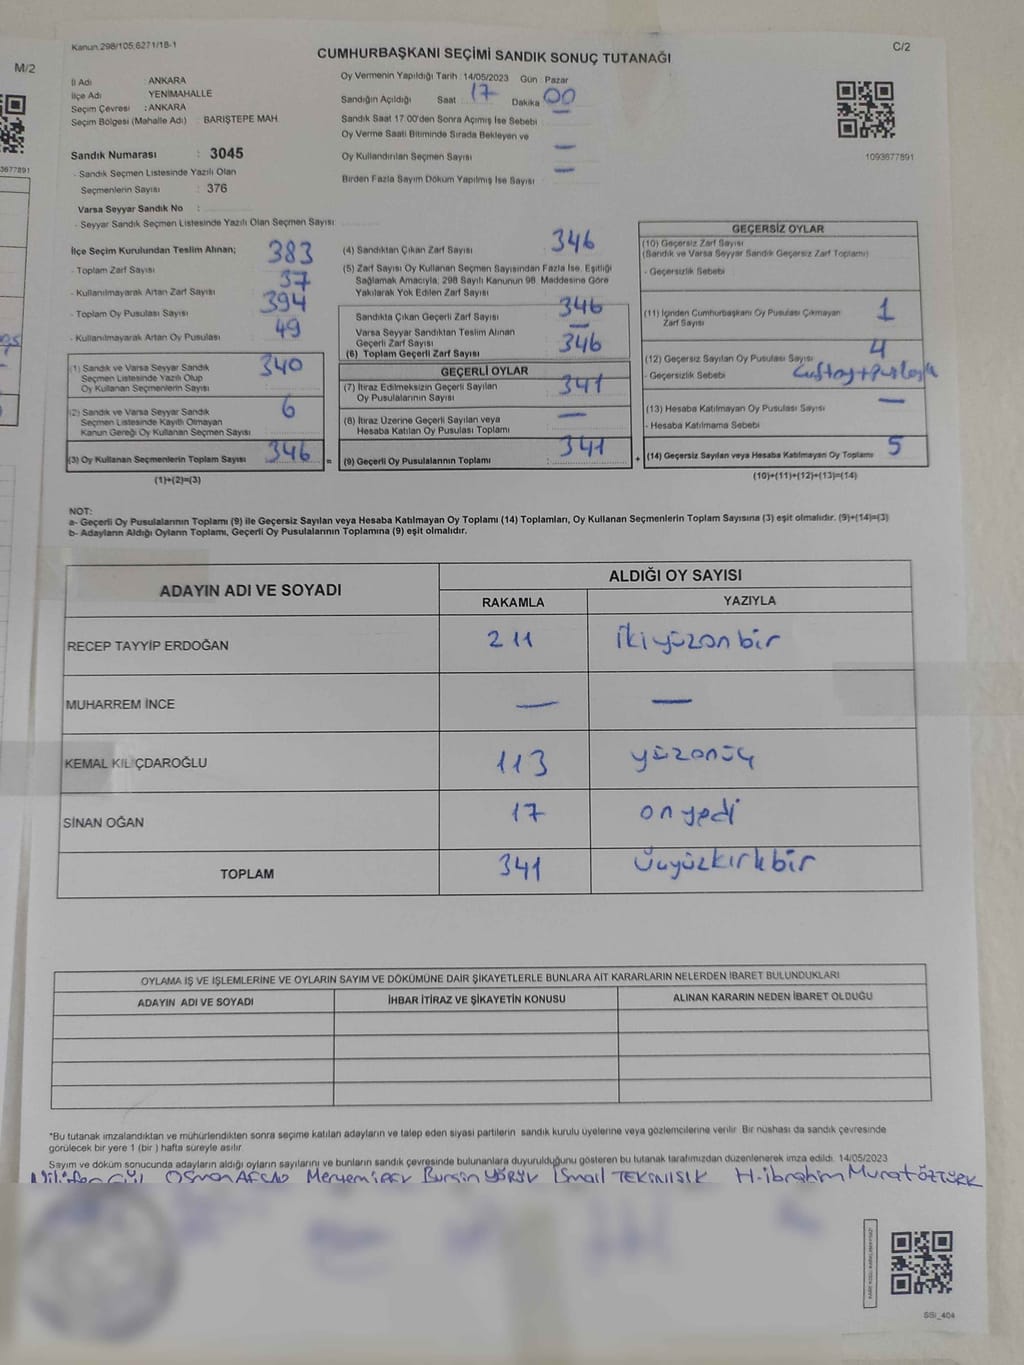 Kanun.298/105,6271/18-1
C/2
M/2
CUMHURBAŞKANI SEÇİMİ SANDIK SONUÇ TUTANAĞI
İl Adı : ANKARA
İlçe Adı : YENİMAHALLE
Seçim Çevresi : ANKARA
Seçim Bölgesi (Mahalle Adı) : BARIŞTEPE MAH.
Oy Vermenin Yapıldığı Tarih : 14/05/2023 Gün : Pazar
Sandığın Açıldığı Saat 17 Dakika 00
Sandık Saat 17.00'den Sonra Açılmış İse Sebebi —
Oy Verme Saati Bitiminde Sırada Bekleyen ve
Oy Kullandırılan Seçmen Sayısı —
Birden Fazla Sayım Döküm Yapılmış İse Sayısı —
1093677891
3677891
Sandık Numarası : 3045
- Sandık Seçmen Listesinde Yazılı Olan
Seçmenlerin Sayısı : 376
Varsa Seyyar Sandık No :
- Seyyar Sandık Seçmen Listesinde Yazılı Olan Seçmen Sayısı:
İlçe Seçim Kurulundan Teslim Alınan;
- Toplam Zarf Sayısı : 383
- Kullanılmayarak Artan Zarf Sayısı : 37
- Toplam Oy Pusulası Sayısı : 394
- Kullanılmayarak Artan Oy Pusulası : 49
(1) Sandık ve Varsa Seyyar Sandık
Seçmen Listesinde Yazılı Olup
Oy Kullanan Seçmenlerin Sayısı : 340
(2) Sandık ve Varsa Seyyar Sandık
Seçmen Listesinde Kayıtlı Olmayan
Kanun Gereği Oy Kullanan Seçmen Sayısı : 6
(3) Oy Kullanan Seçmenlerin Toplam Sayısı : 346 =
(1)+(2)=(3)
(4) Sandıktan Çıkan Zarf Sayısı : 346
(5) Zarf Sayısı Oy Kullanan Seçmen Sayısından Fazla İse, Eşitliği
Sağlamak Amacıyla, 298 Sayılı Kanunun 98. Maddesine Göre
Yakılarak Yok Edilen Zarf Sayısı
Sandıkta Çıkan Geçerli Zarf Sayısı : 346
Varsa Seyyar Sandıktan Teslim Alınan
Geçerli Zarf Sayısı : —
(6) Toplam Geçerli Zarf Sayısı : 346
GEÇERLİ OYLAR
(7) İtiraz Edilmeksizin Geçerli Sayılan
Oy Pusulalarının Sayısı : 341
(8) İtiraz Üzerine Geçerli Sayılan veya
Hesaba Katılan Oy Pusulası Toplamı : —
(9) Geçerli Oy Pusulalarının Toplamı : 341 +
GEÇERSİZ OYLAR
(10) Geçersiz Zarf Sayısı
(Sandık ve Varsa Seyyar Sandık Geçersiz Zarf Toplamı)
- Geçersizlik Sebebi
(11) İçinden Cumhurbaşkanı Oy Pusulası Çıkmayan
Zarf Sayısı 1
(12) Geçersiz Sayılan Oy Pusulası Sayısı 4
- Geçersizlik Sebebi
(13) Hesaba Katılmayan Oy Pusulası Sayısı —
- Hesaba Katılmama Sebebi
(14) Geçersiz Sayılan veya Hesaba Katılmayan Oy Toplamı : 5
(10)+(11)+(12)+(13)=(14)
NOT:
a- Geçerli Oy Pusulalarının Toplamı (9) ile Geçersiz Sayılan veya Hesaba Katılmayan Oy Toplamı (14) Toplamları, Oy Kullanan Seçmenlerin Toplam Sayısına (3) eşit olmalıdır. (9)+(14)=(3)
b- Adayların Aldığı Oyların Toplamı, Geçerli Oy Pusulalarının Toplamına (9) eşit olmalıdır.
ADAYIN ADI VE SOYADI
ALDIĞI OY SAYISI
RAKAMLA YAZIYLA
RECEP TAYYİP ERDOĞAN 211 ikiyüzonbir
MUHARREM İNCE — —
KEMAL KILIÇDAROĞLU 113 yüzonüç
SİNAN OĞAN 17 onyedi
TOPLAM 341 Üçyüzkırkbir
OYLAMA İŞ VE İŞLEMLERİNE VE OYLARIN SAYIM VE DÖKÜMÜNE DAİR ŞİKAYETLERLE BUNLARA AİT KARARLARIN NELERDEN İBARET BULUNDUKLARI
ADAYIN ADI VE SOYADI İHBAR İTİRAZ VE ŞİKAYETİN KONUSU ALINAN KARARIN NEDEN İBARET OLDUĞU
*Bu tutanak imzalandıktan ve mühürlendikten sonra seçime katılan adayların ve talep eden siyasi partilerin sandık kurulu üyelerine veya gözlemcilerine verilir. Bir nüshası da sandık çevresinde
görülecek bir yere 1 (bir) hafta süreyle asılır.
Sayım ve döküm sonucunda adayların aldığı oyların sayılarını ve bunların sandık çevresinde bulunanlara duyurulduğunu gösteren bu tutanak tarafımızdan düzenlenerek imza edildi. 14/05/2023
Osman Meryem Burçin YÖRÜK İsmail TEKİNIŞIK H.ibrahim Murat ÖZTÜRK
SSİ_404